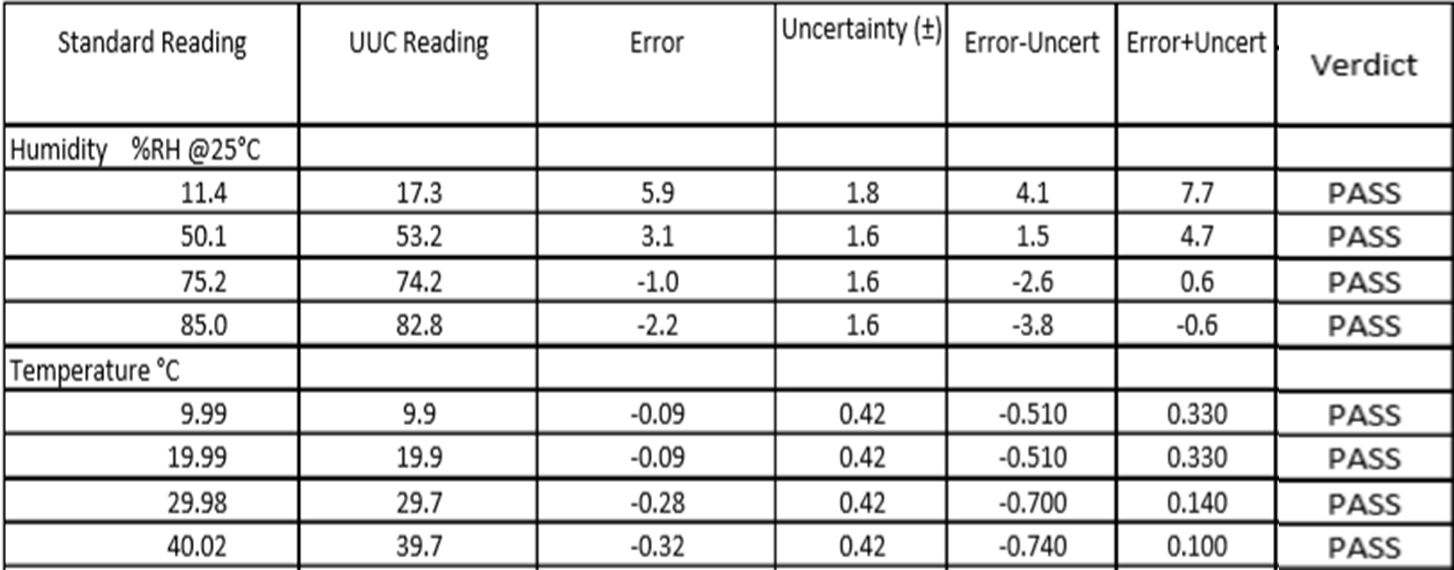 Standard Reading UUC Reading Error Uncertainty (±) Error-Uncert Error+Uncert Verdict
Humidity %RH @25°C
11.4 17.3 5.9 1.8 4.1 7.7 PASS
50.1 53.2 3.1 1.6 1.5 4.7 PASS
75.2 74.2 -1.0 1.6 -2.6 0.6 PASS
85.0 82.8 -2.2 1.6 -3.8 -0.6 PASS
Temperature °C
9.99 9.9 -0.09 0.42 -0.510 0.330 PASS
19.99 19.9 -0.09 0.42 -0.510 0.330 PASS
29.98 29.7 -0.28 0.42 -0.700 0.140 PASS
40.02 39.7 -0.32 0.42 -0.740 0.100 PASS